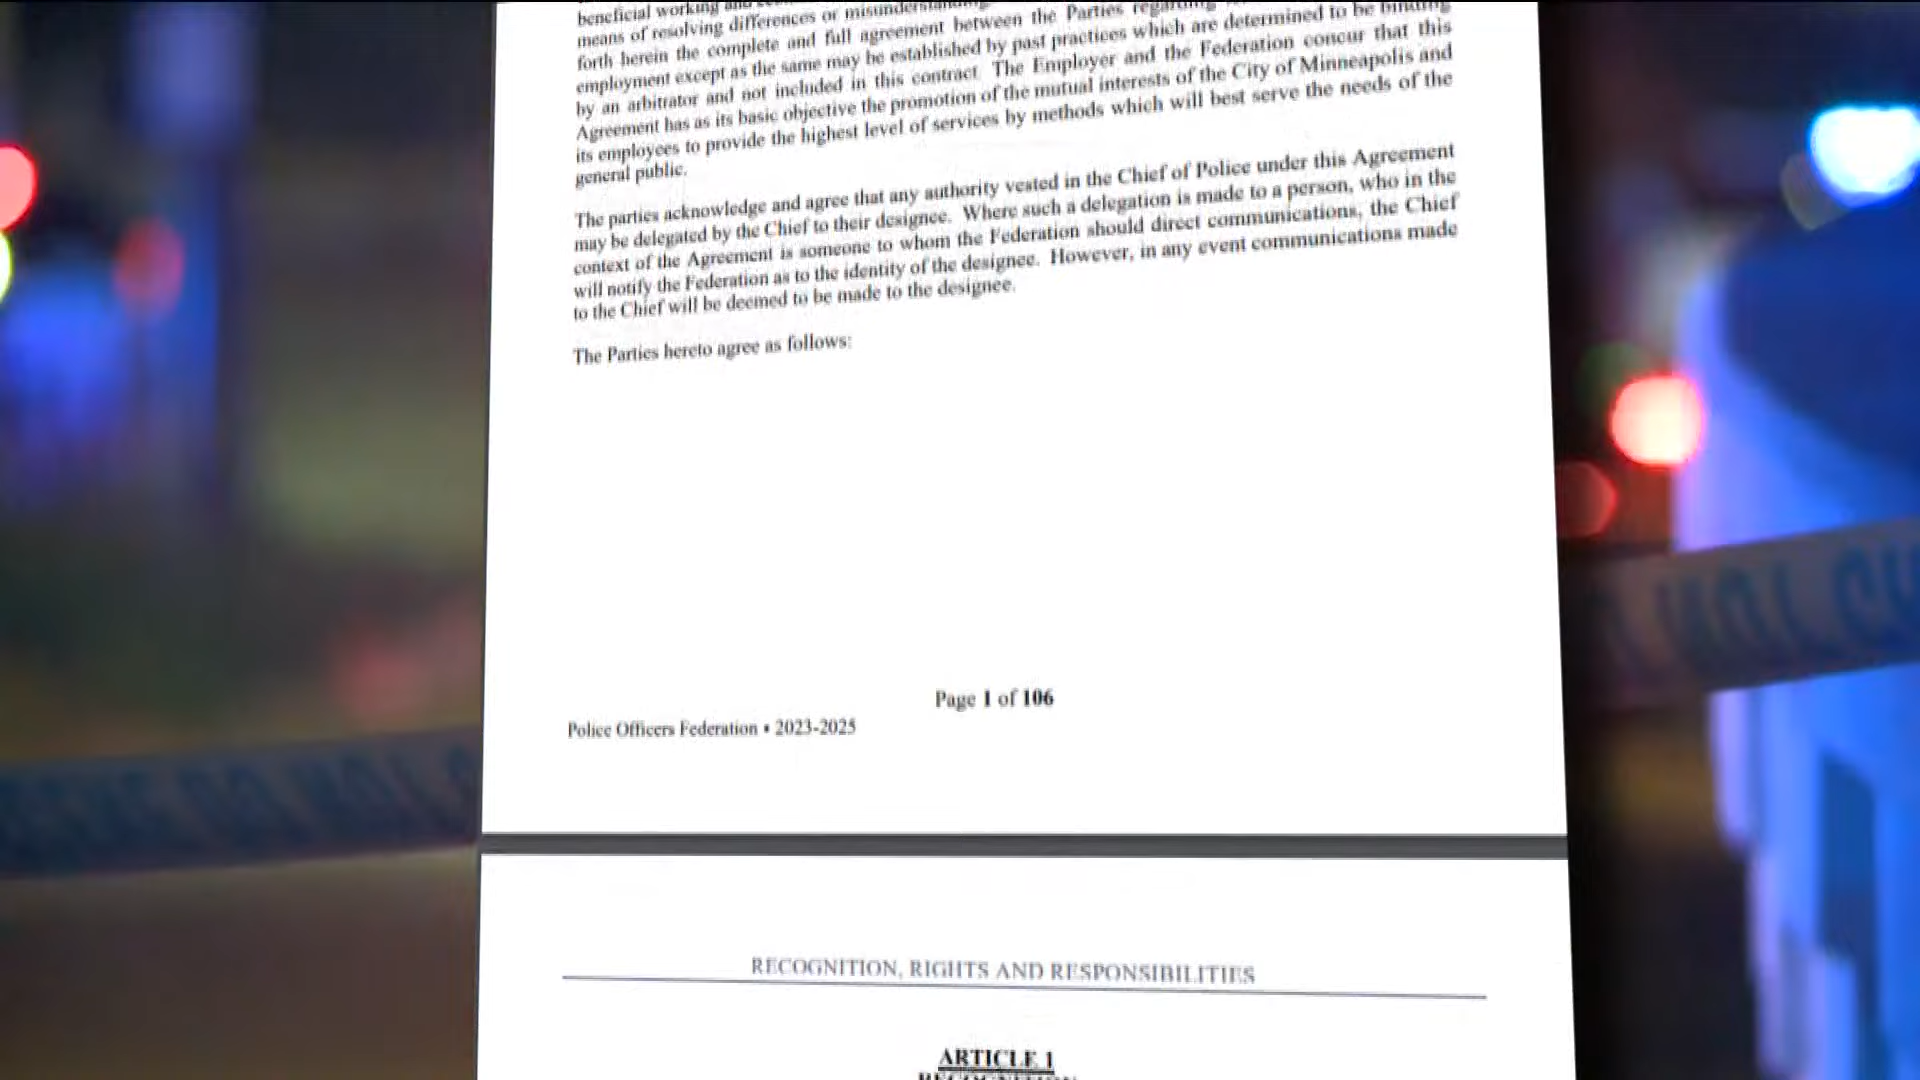 beneficial working and
means of resolving differences or misunderstandings
forth herein the complete and full agreement between the Parties regarding
employment except as the same may be established by past practices which are determined to be binding
by an arbitrator and not included in this contract. The Employer and the Federation concur that this
Agreement has as its basic objective the promotion of the mutual interests of the City of Minneapolis and
its employees to provide the highest level of services by methods which will best serve the needs of the
general public.
The parties acknowledge and agree that any authority vested in the Chief of Police under this Agreement
may be delegated by the Chief to their designee. Where such a delegation is made to a person, who in the
context of the Agreement is someone to whom the Federation should direct communications, the Chief
will notify the Federation as to the identity of the designee. However, in any event communications made
to the Chief will be deemed to be made to the designee.
The Parties hereto agree as follows:
Page 1 of 106
Police Officers Federation • 2023-2025
RECOGNITION, RIGHTS AND RESPONSIBILITIES
ARTICLE 1
RECOGNITION